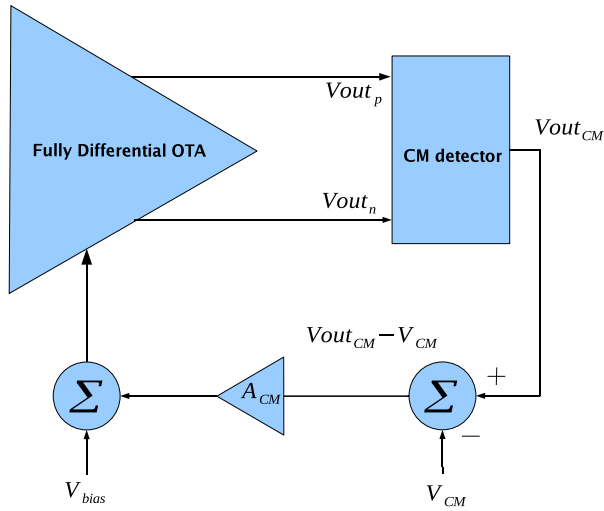 Vout_p
Fully Differential OTA
CM detector
Vout_CM
Vout_n
Vout_CM − V_CM
+
A_CM
Σ
Σ
−
V_bias
V_CM